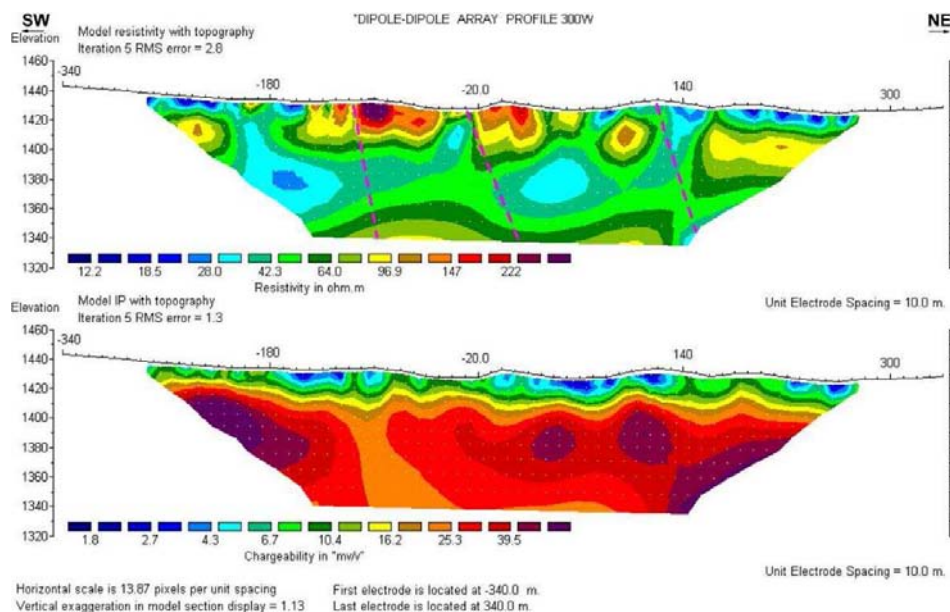 SW "DIPOLE-DIPOLE ARRAY PROFILE 300W NE
Elevation Model resistivity with topography
Iteration 5 RMS error = 2.8
1460 -340
1440 -180 -20.0 140 300
1420
1400
1380
1360
1340
1320
12.2 18.5 28.0 42.3 64.0 96.9 147 222
Resistivity in ohm.m
Unit Electrode Spacing = 10.0 m.
Elevation Model IP with topography
Iteration 5 RMS error = 1.3
1460 -340
1440 -180 -20.0 140 300
1420
1400
1380
1360
1340
1320
1.8 2.7 4.3 6.7 10.4 16.2 25.3 39.5
Chargeability in "mv/v"
Unit Electrode Spacing = 10.0 m.
Horizontal scale is 13.87 pixels per unit spacing First electrode is located at -340.0 m.
Vertical exaggeration in model section display = 1.13 Last electrode is located at 340.0 m.